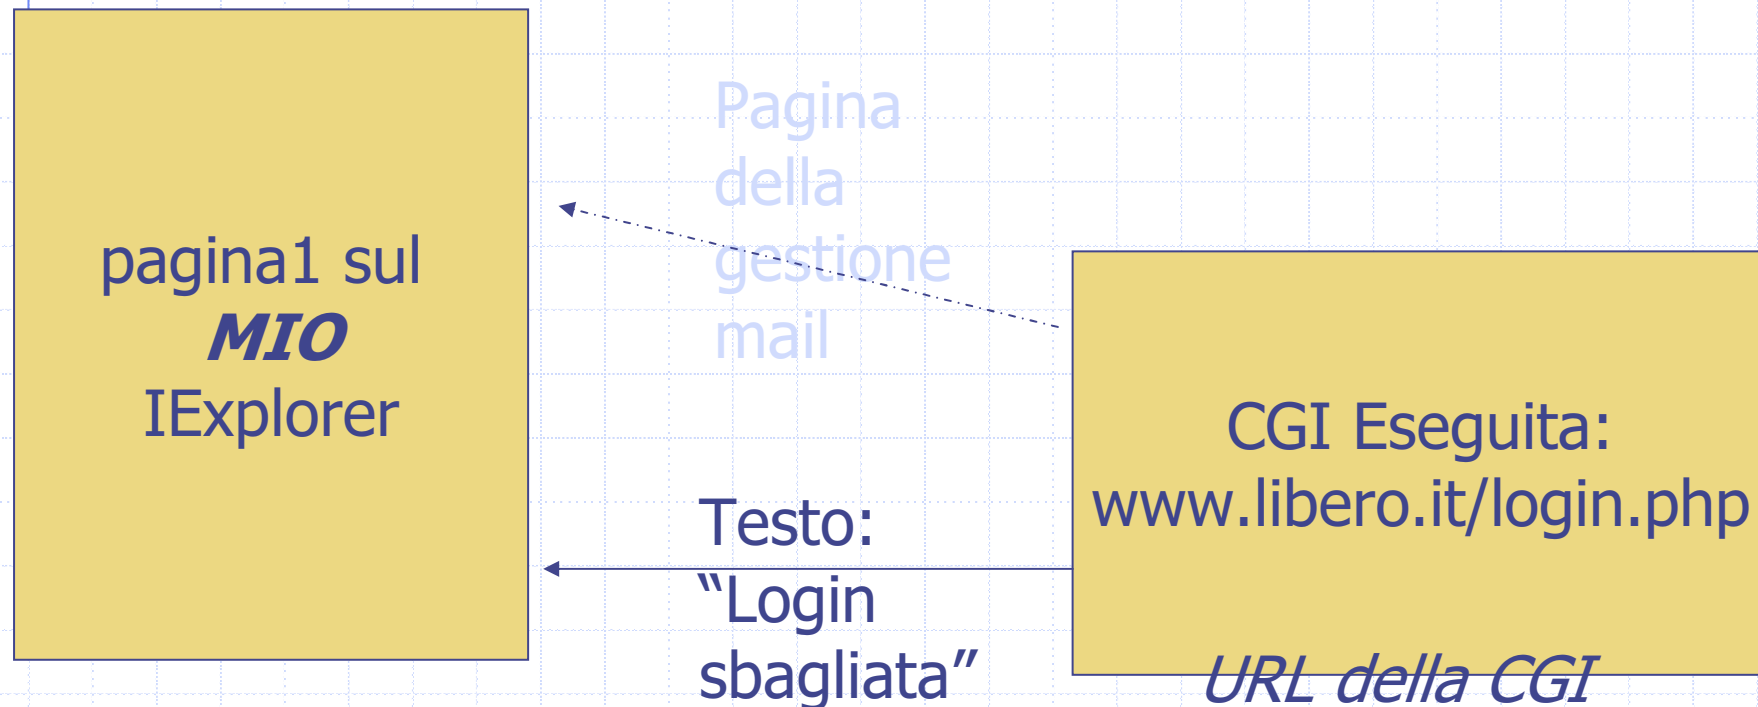 pagina1 sul
MIO
IExplorer
Pagina
della
gestione
mail
Testo:
“Login
sbagliata”
CGI Eseguita:
www.libero.it/login.php
URL della CGI